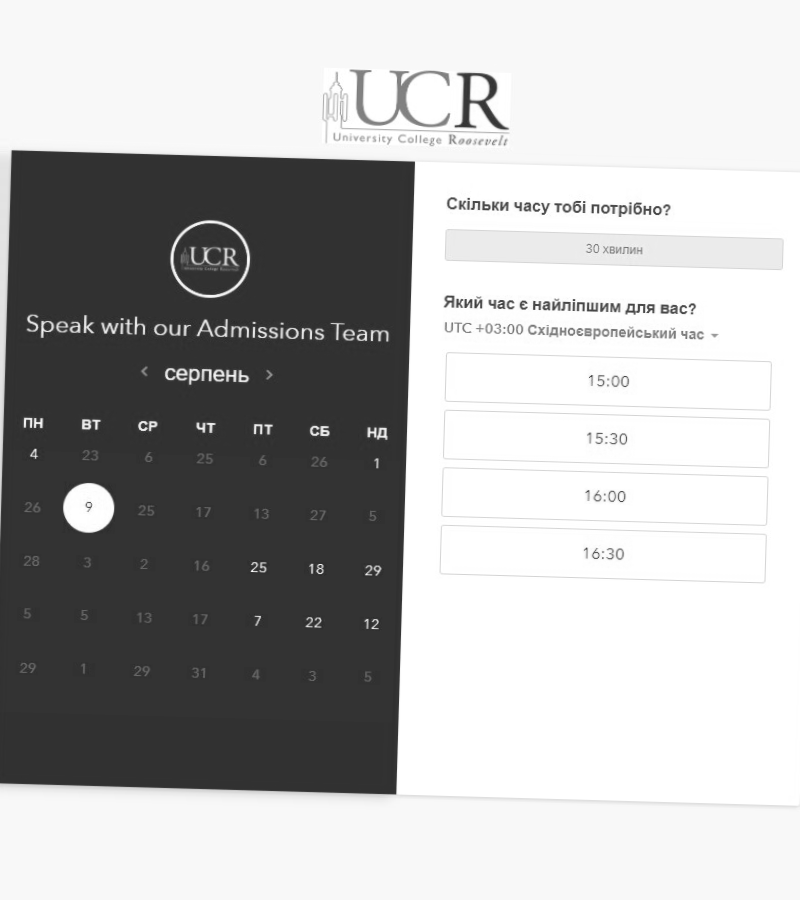 UCR
University College Roosevelt
UCR
University College Roosevelt
Speak with our Admissions Team
серпень
ПН ВТ СР ЧТ ПТ СБ НД
4 23 6 25 6 26 1
26 9 25 17 13 27 5
28 3 2 16 25 18 29
5 5 13 17 7 22 12
29 1 29 31 4 3 5
Скільки часу тобі потрібно?
30 хвилин
Який час є найліпшим для вас?
UTC +03:00 Східноєвропейський час
15:00
15:30
16:00
16:30